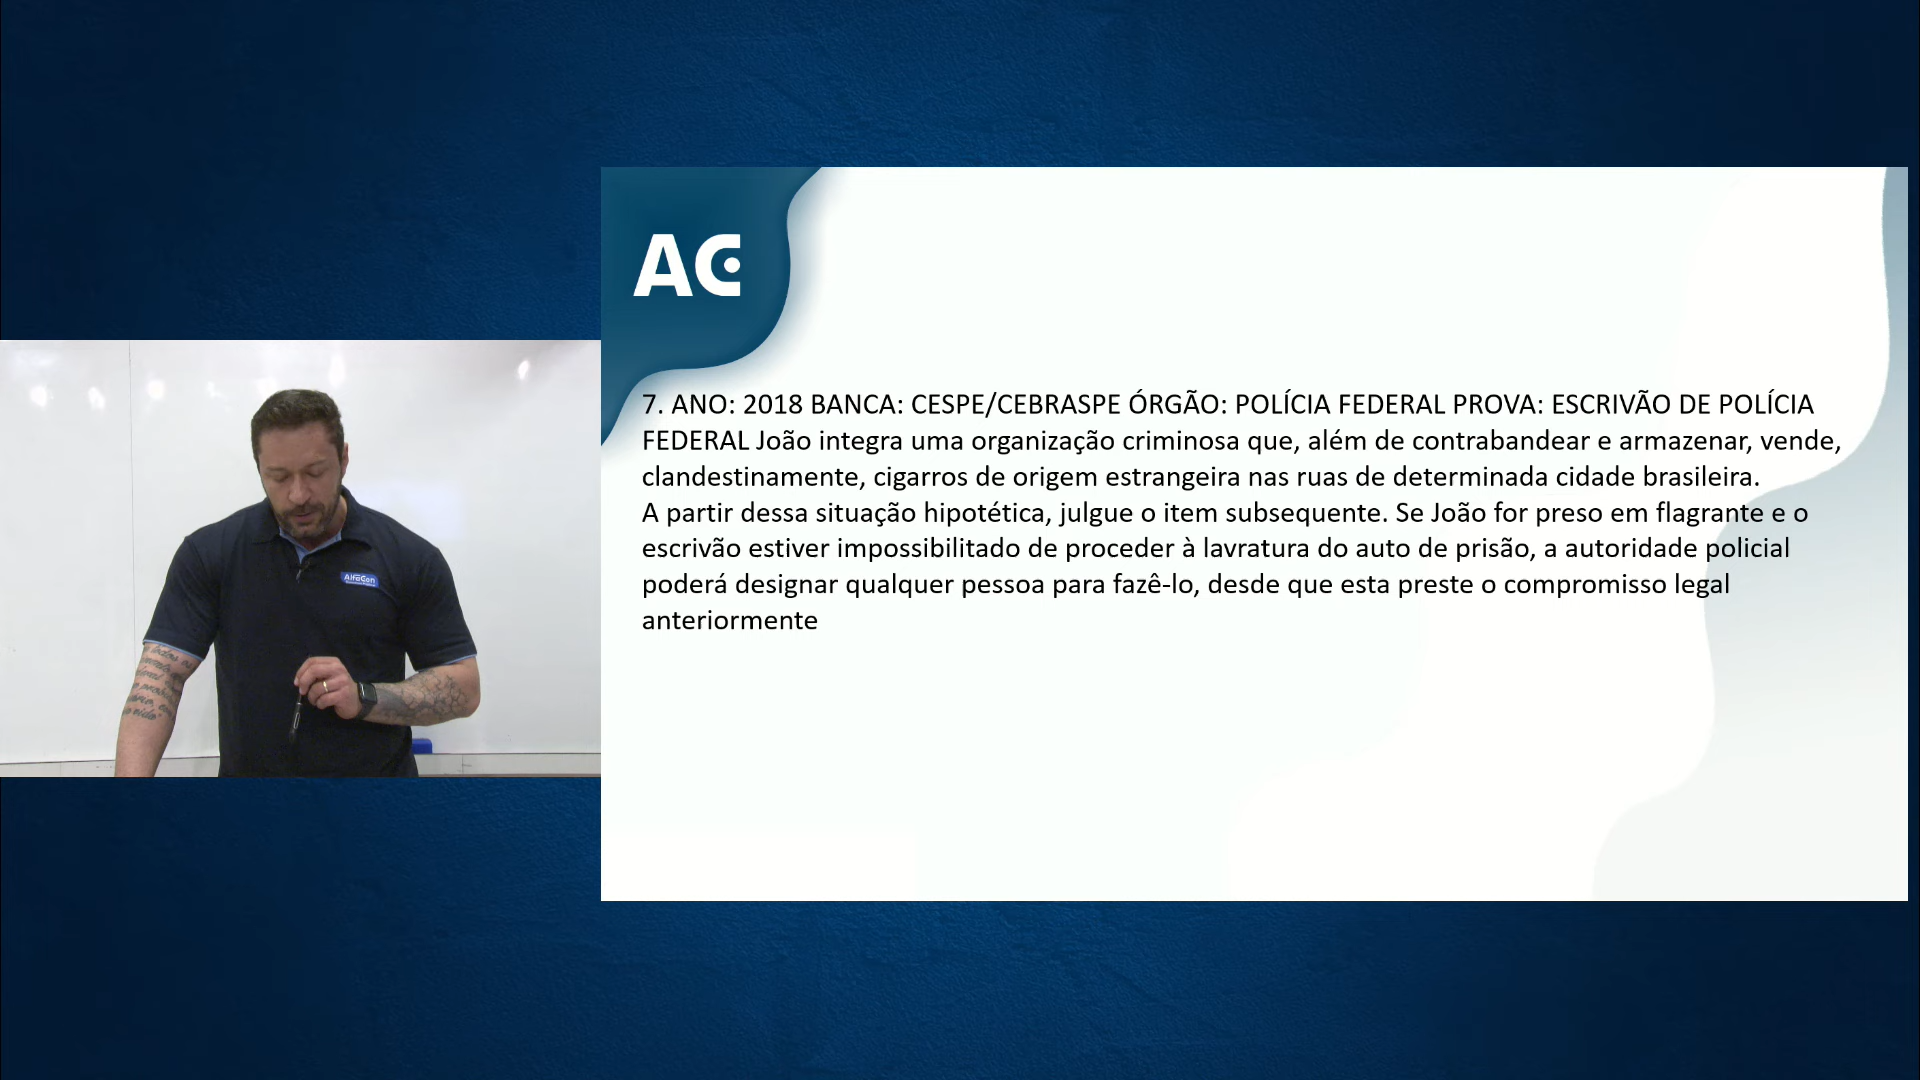 AC
7. ANO: 2018 BANCA: CESPE/CEBRASPE ÓRGÃO: POLÍCIA FEDERAL PROVA: ESCRIVÃO DE POLÍCIA
FEDERAL João integra uma organização criminosa que, além de contrabandear e armazenar, vende,
clandestinamente, cigarros de origem estrangeira nas ruas de determinada cidade brasileira.
A partir dessa situação hipotética, julgue o item subsequente. Se João for preso em flagrante e o
escrivão estiver impossibilitado de proceder à lavratura do auto de prisão, a autoridade policial
poderá designar qualquer pessoa para fazê-lo, desde que esta preste o compromisso legal
anteriormente
AlfaCon